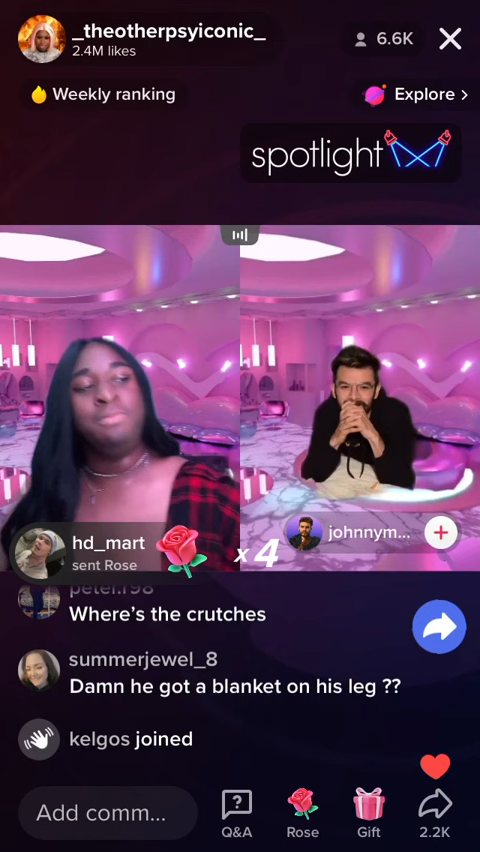 _theotherpsyiconic_
2.4M likes
6.6K
Weekly ranking
Explore >
spotlight
hd_mart
sent Rose
x 4
johnnym...
Where's the crutches
summerjewel_8
Damn he got a blanket on his leg ??
kelgos joined
Add comm...
Q&A
Rose
Gift
2.2K